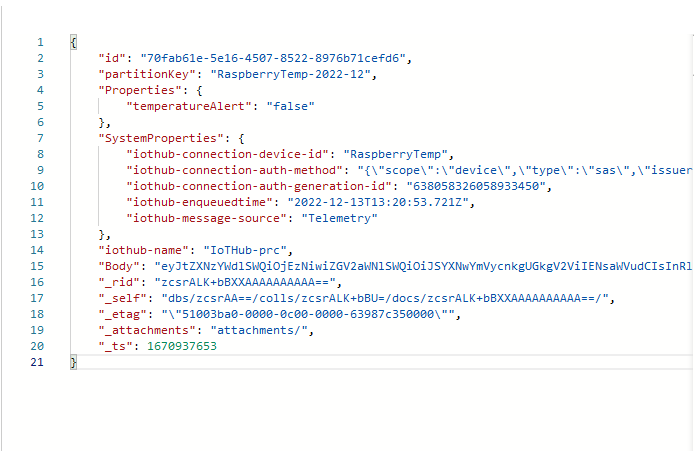 1 {
2 "id": "70fab61e-5e16-4507-8522-8976b71cefd6",
3 "partitionKey": "RaspberryTemp-2022-12",
4 "Properties": {
5 "temperatureAlert": "false"
6 },
7 "SystemProperties": {
8 "iothub-connection-device-id": "RaspberryTemp",
9 "iothub-connection-auth-method": "{\"scope\":\"device\",\"type\":\"sas\",\"issuer
10 "iothub-connection-auth-generation-id": "638058326058933450",
11 "iothub-enqueuedtime": "2022-12-13T13:20:53.721Z",
12 "iothub-message-source": "Telemetry"
13 },
14 "iothub-name": "IoTHub-prc",
15 "Body": "eyJtZXNzYWdlSWQiOjEzNiwiZGV2aWNlSWQiOiJSYXNwYmVycnkgUGkgV2ViIENsaWVudCIsInRl
16 "_rid": "zcsrALK+bBXXAAAAAAAAAA==",
17 "_self": "dbs/zcsrAA==/colls/zcsrALK+bBU=/docs/zcsrALK+bBXXAAAAAAAAAA==/",
18 "_etag": "\"51003ba0-0000-0c00-0000-63987c350000\"",
19 "_attachments": "attachments/",
20 "_ts": 1670937653
21 }